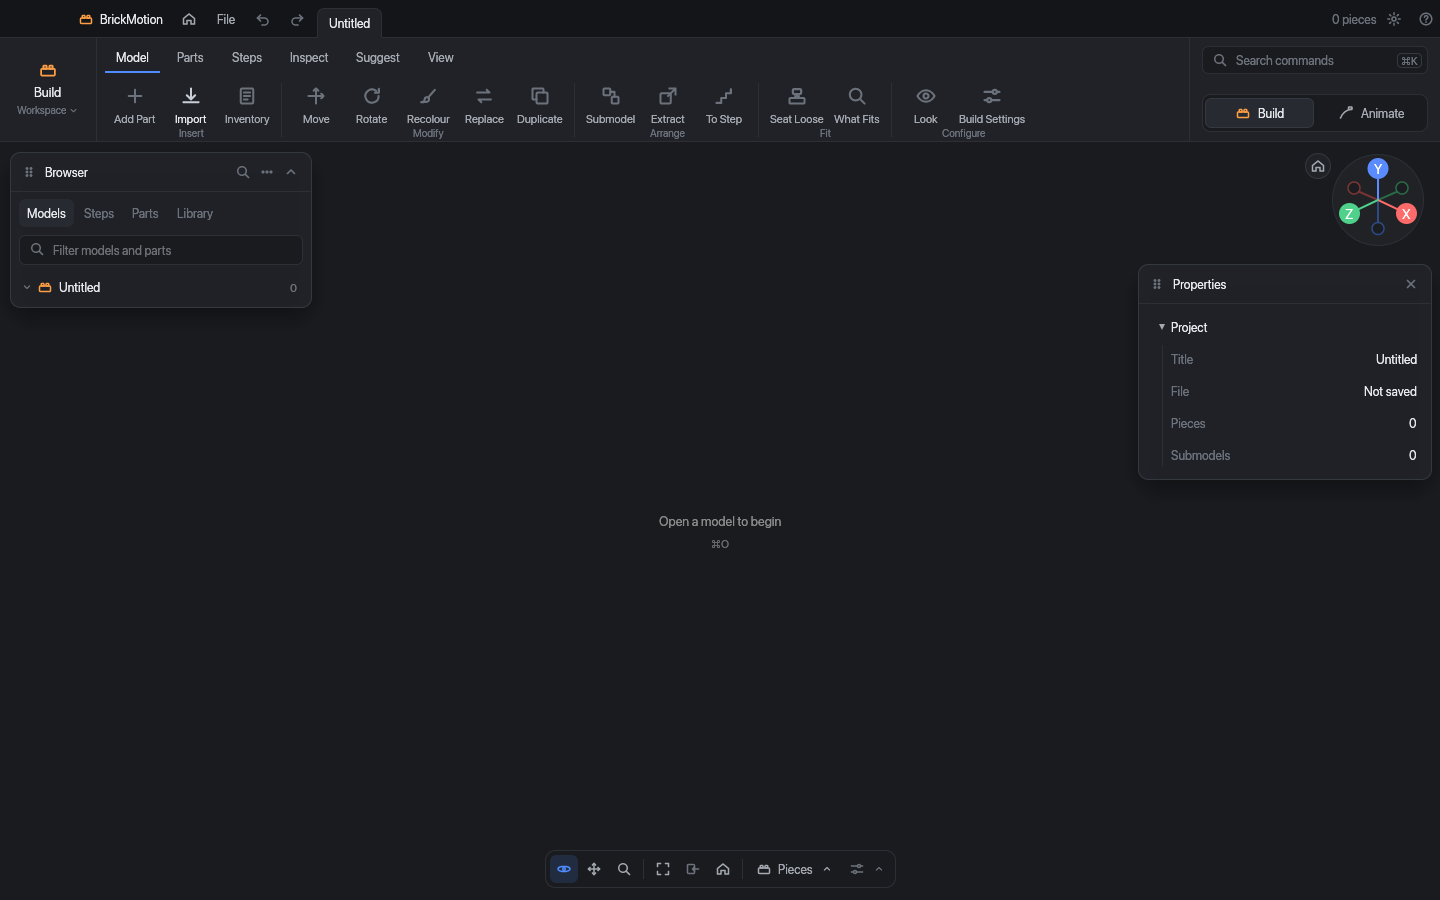 BrickMotion
File
Untitled
0 pieces
Build
Workspace
Model
Parts
Steps
Inspect
Suggest
View
Add Part
Import
Inventory
Insert
Move
Rotate
Recolour
Replace
Duplicate
Modify
Submodel
Extract
To Step
Arrange
Seat Loose
What Fits
Fit
Look
Build Settings
Configure
Search commands
⌘K
Build
Animate
Browser
Models
Steps
Parts
Library
Filter models and parts
Untitled
0
Y
Z
X
Properties
Project
Title
Untitled
File
Not saved
Pieces
0
Submodels
0
Open a model to begin
⌘O
Pieces